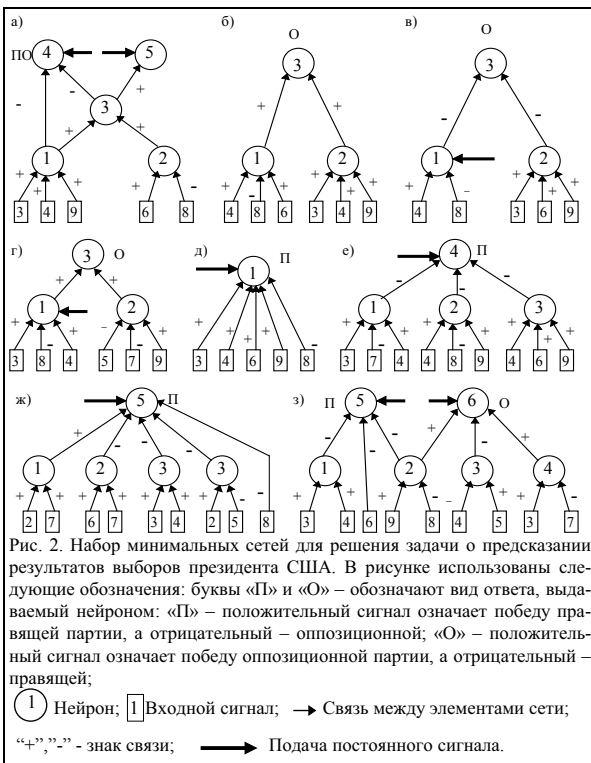 а) б) О в) О
ПО 4 5 3 3
- - +
3 + + - -
+ +
1 2 1 2 1 2
+ + + + - + - + + + + + - + + +
3 4 9 6 8 4 8 6 3 4 9 4 8 3 6 9
г) 3 О д) 1 П е) 4 П
+ + - - -
1 2 1 2 3
+ - + - - + + + + + - + - + + - + + + +
3 8 4 5 7 9 3 4 6 9 8 3 7 4 4 8 9 4 6 9
ж) 5 П з) П 5 6 О
+ - - - - - - - + - +
1 2 3 3 1 2 3 4
+ + + + + + - - + + + - - + + -
2 7 6 7 3 4 2 5 8 3 4 6 9 8 4 5 3 7
Рис. 2. Набор минимальных сетей для решения задачи о предсказании
результатов выборов президента США. В рисунке использованы сле-
дующие обозначения: буквы «П» и «О» – обозначают вид ответа, выда-
ваемый нейроном: «П» – положительный сигнал означает победу пра-
вящей партии, а отрицательный – оппозиционной; «О» – положитель-
ный сигнал означает победу оппозиционной партии, а отрицательный –
правящей;
1 Нейрон; 1 Входной сигнал; Связь между элементами сети;
“+”,”-” - знак связи; Подача постоянного сигнала.